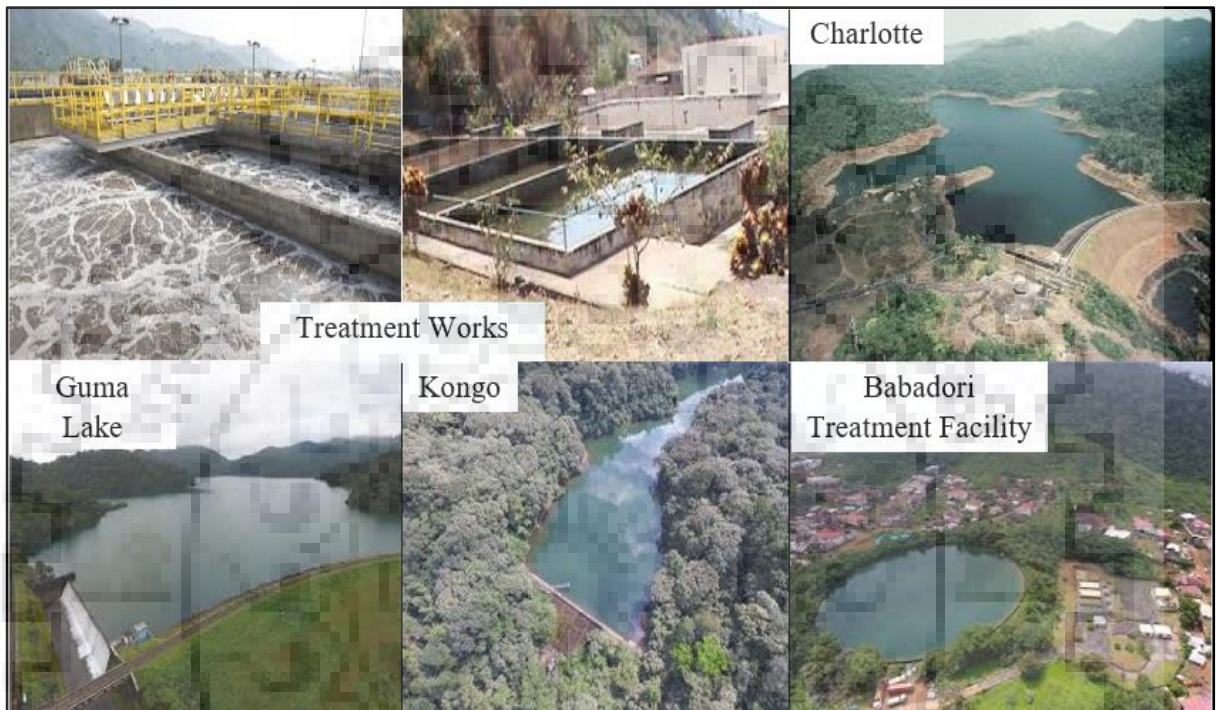 Charlotte
Treatment Works
Guma
Lake
Kongo
Babadori
Treatment Facility